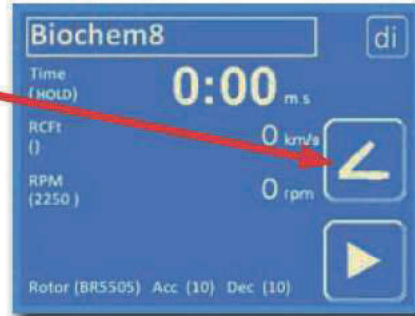 Biochem8 di
Time
(HOLD) 0:00 m.s
RCFt
() 0 km/s
RPM
(2250 ) 0 rpm
Rotor (BR5505) Acc (10) Dec (10)